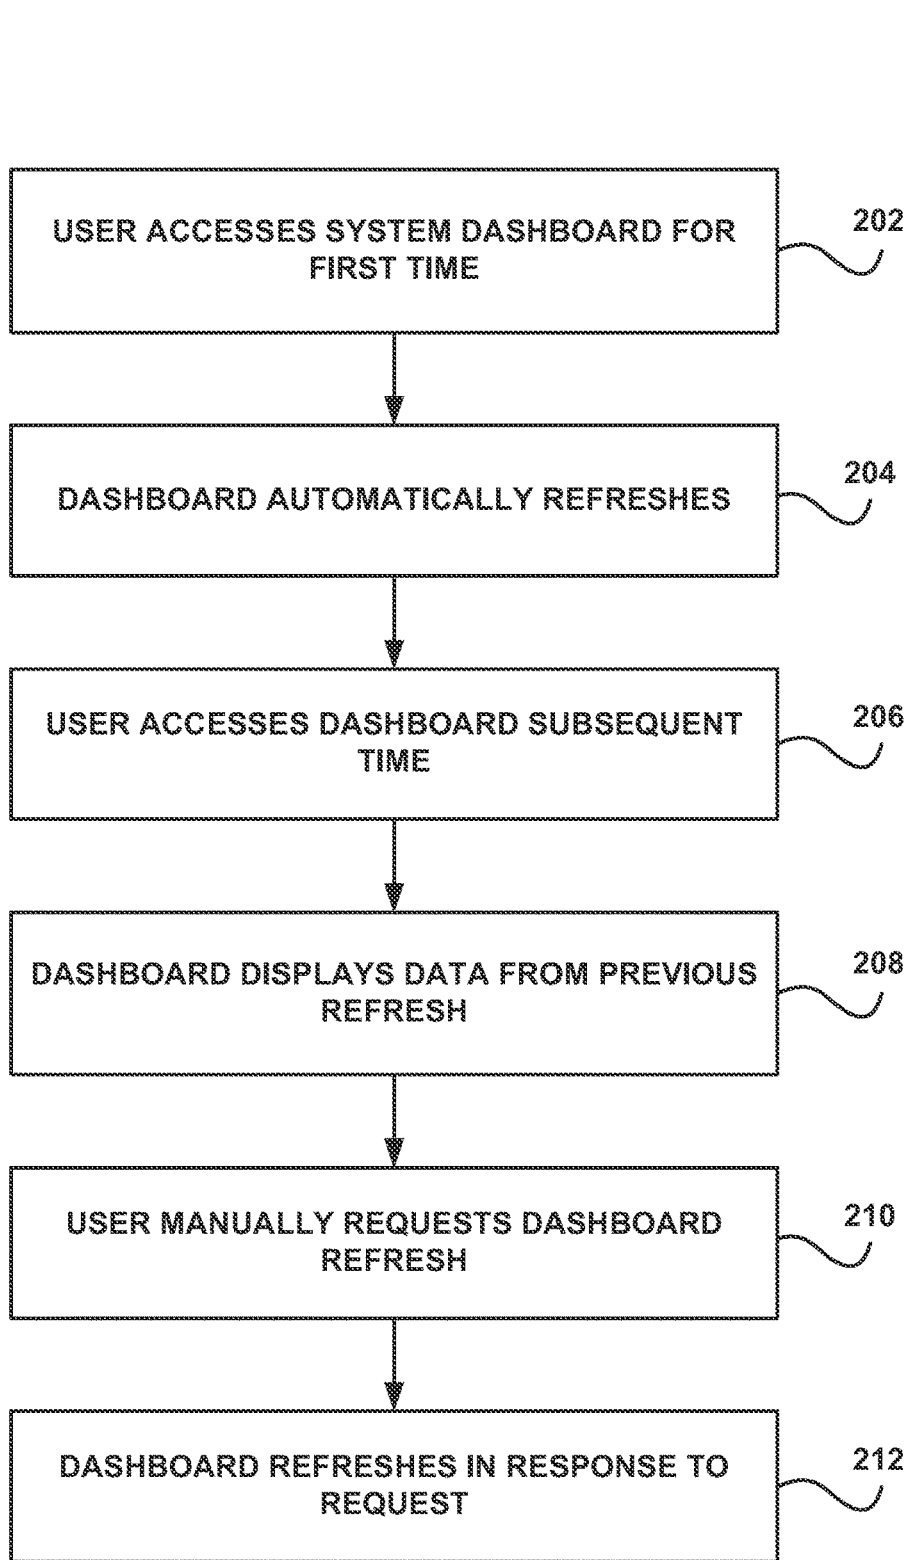 USER ACCESSES SYSTEM DASHBOARD FOR
FIRST TIME
202
DASHBOARD AUTOMATICALLY REFRESHES
204
USER ACCESSES DASHBOARD SUBSEQUENT
TIME
206
DASHBOARD DISPLAYS DATA FROM PREVIOUS
REFRESH
208
USER MANUALLY REQUESTS DASHBOARD
REFRESH
210
DASHBOARD REFRESHES IN RESPONSE TO
REQUEST
212